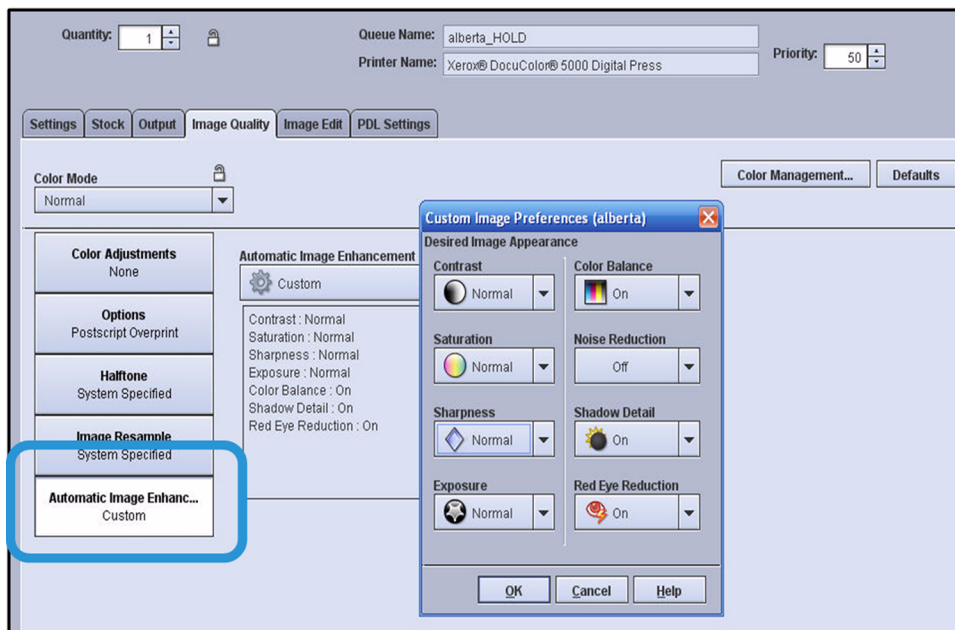 Quantity: 1
Queue Name: alberta_HOLD
Printer Name: Xerox® DocuColor® 5000 Digital Press
Priority: 50
Settings Stock Output Image Quality Image Edit PDL Settings
Color Mode
Normal
Color Management... Defaults
Color Adjustments
None
Options
Postscript Overprint
Halftone
System Specified
Image Resample
System Specified
Automatic Image Enhanc...
Custom
Automatic Image Enhancement
Custom
Contrast : Normal
Saturation : Normal
Sharpness : Normal
Exposure : Normal
Color Balance : On
Shadow Detail : On
Red Eye Reduction : On
Custom Image Preferences (alberta)
Desired Image Appearance
Contrast
Normal
Saturation
Normal
Sharpness
Normal
Exposure
Normal
Color Balance
On
Noise Reduction
Off
Shadow Detail
On
Red Eye Reduction
On
OK Cancel Help